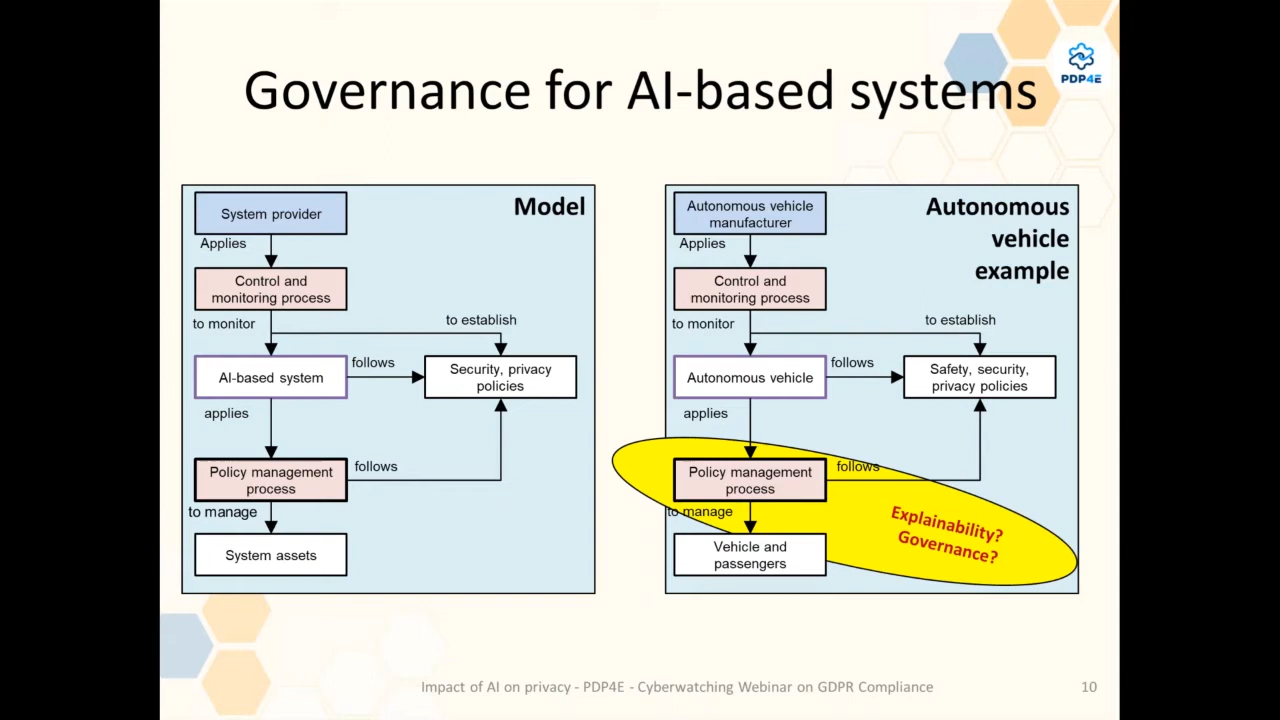 PDP4E
Governance for AI-based systems
Model
System provider
Applies
Control and
monitoring process
to monitor
to establish
AI-based system
follows
Security, privacy
policies
applies
Policy management
process
follows
to manage
System assets
Autonomous
vehicle
example
Autonomous vehicle
manufacturer
Applies
Control and
monitoring process
to monitor
to establish
Autonomous vehicle
follows
Safety, security,
privacy policies
applies
Policy management
process
follows
to manage
Vehicle and
passengers
Explainability?
Governance?
Impact of AI on privacy - PDP4E - Cyberwatching Webinar on GDPR Compliance
10